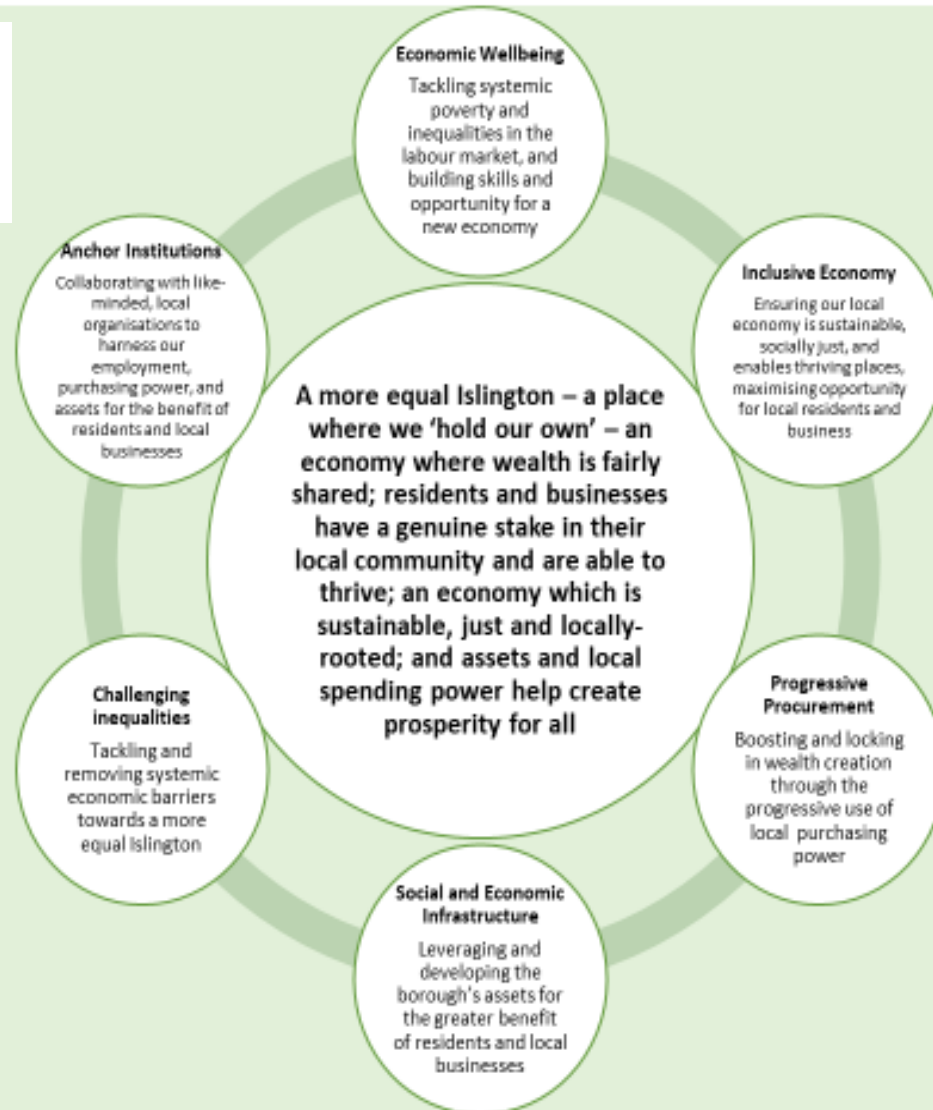 Economic Wellbeing
Tackling systemic
poverty and
inequalities in the
labour market, and
building skills and
opportunity for a
new economy
Inclusive Economy
Ensuring our local
economy is sustainable,
socially just, and
enables thriving places,
maximising opportunity
for local residents and
business
Progressive
Procurement
Boosting and locking
in wealth creation
through the
progressive use of
local purchasing
power
Social and Economic
Infrastructure
Leveraging and
developing the
borough's assets for
the greater benefit
of residents and local
businesses
Challenging
inequalities
Tackling and
removing systemic
economic barriers
towards a more
equal Islington
Anchor Institutions
Collaborating with like-
minded, local
organisations to
harness our
employment,
purchasing power, and
assets for the benefit of
residents and local
businesses
A more equal Islington – a place
where we ‘hold our own’ – an
economy where wealth is fairly
shared; residents and businesses
have a genuine stake in their
local community and are able to
thrive; an economy which is
sustainable, just and locally-
rooted; and assets and local
spending power help create
prosperity for all